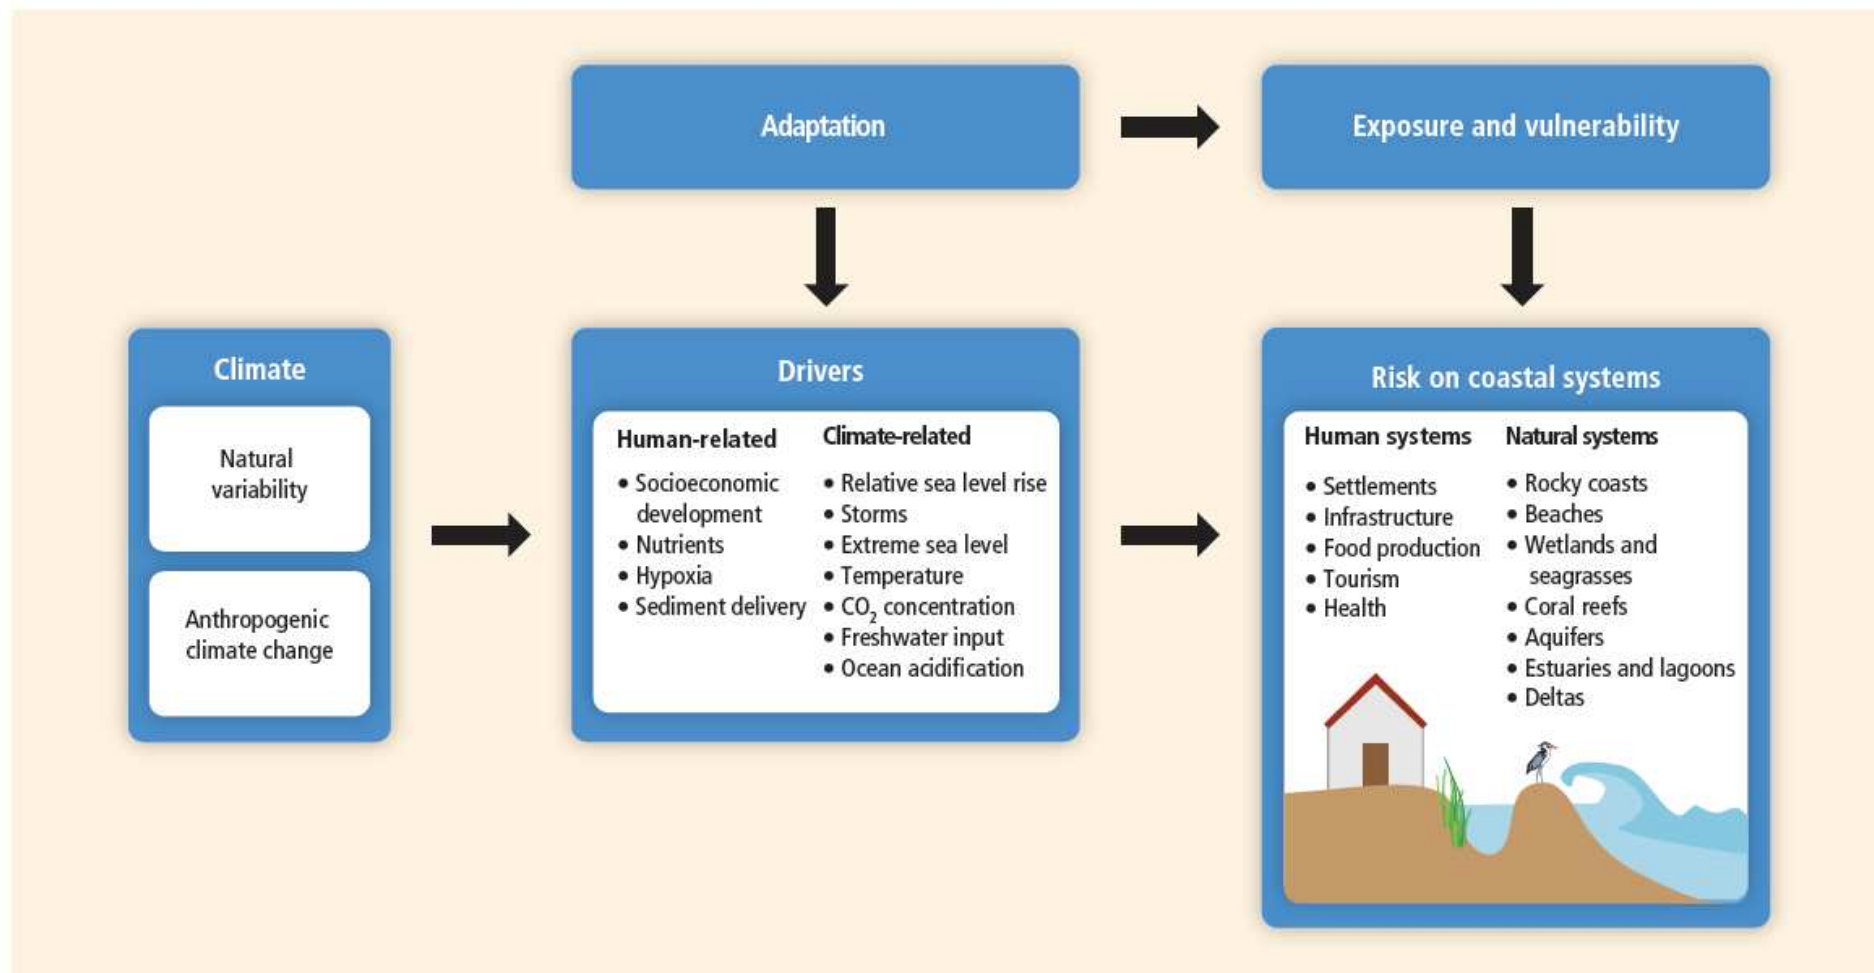 Adaptation
Exposure and vulnerability
Climate
Natural
variability
Anthropogenic
climate change
Drivers
Human-related
• Socioeconomic
development
• Nutrients
• Hypoxia
• Sediment delivery
Climate-related
• Relative sea level rise
• Storms
• Extreme sea level
• Temperature
• CO₂ concentration
• Freshwater input
• Ocean acidification
Risk on coastal systems
Human systems
• Settlements
• Infrastructure
• Food production
• Tourism
• Health
Natural systems
• Rocky coasts
• Beaches
• Wetlands and
seagrasses
• Coral reefs
• Aquifers
• Estuaries and lagoons
• Deltas